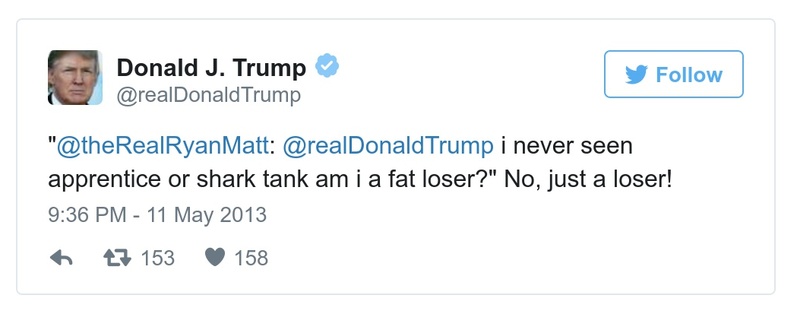 Donald J. Trump
@realDonaldTrump
Follow
"@theRealRyanMatt: @realDonaldTrump i never seen
apprentice or shark tank am i a fat loser?" No, just a loser!
9:36 PM - 11 May 2013
153 158